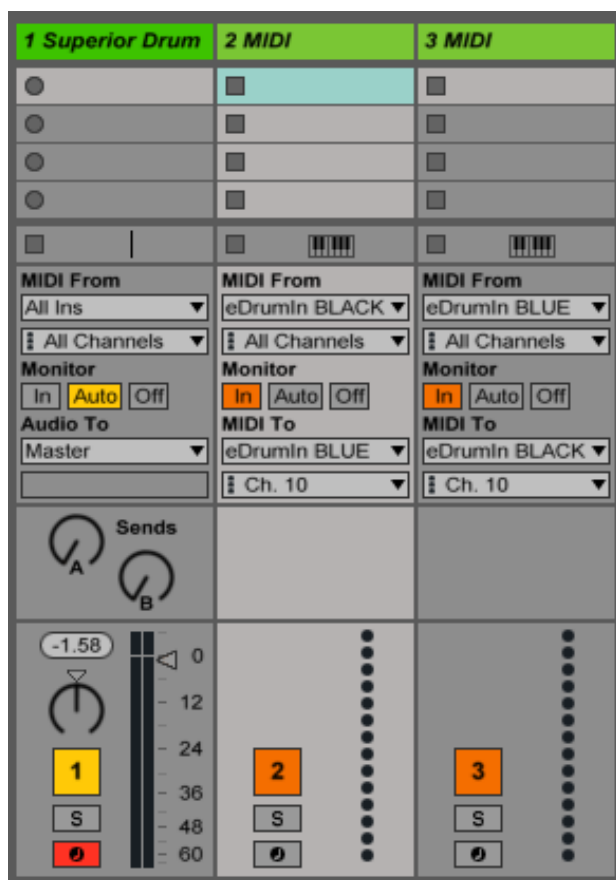 1 Superior Drum
2 MIDI
3 MIDI
MIDI From
All Ins
All Channels
Monitor
In Auto Off
Audio To
Master
MIDI From
eDrumIn BLACK
All Channels
Monitor
In Auto Off
MIDI To
eDrumIn BLUE
Ch. 10
MIDI From
eDrumIn BLUE
All Channels
Monitor
In Auto Off
MIDI To
eDrumIn BLACK
Ch. 10
Sends
A
B
-1.58
0
12
24
36
48
60
1
S
2
S
3
S